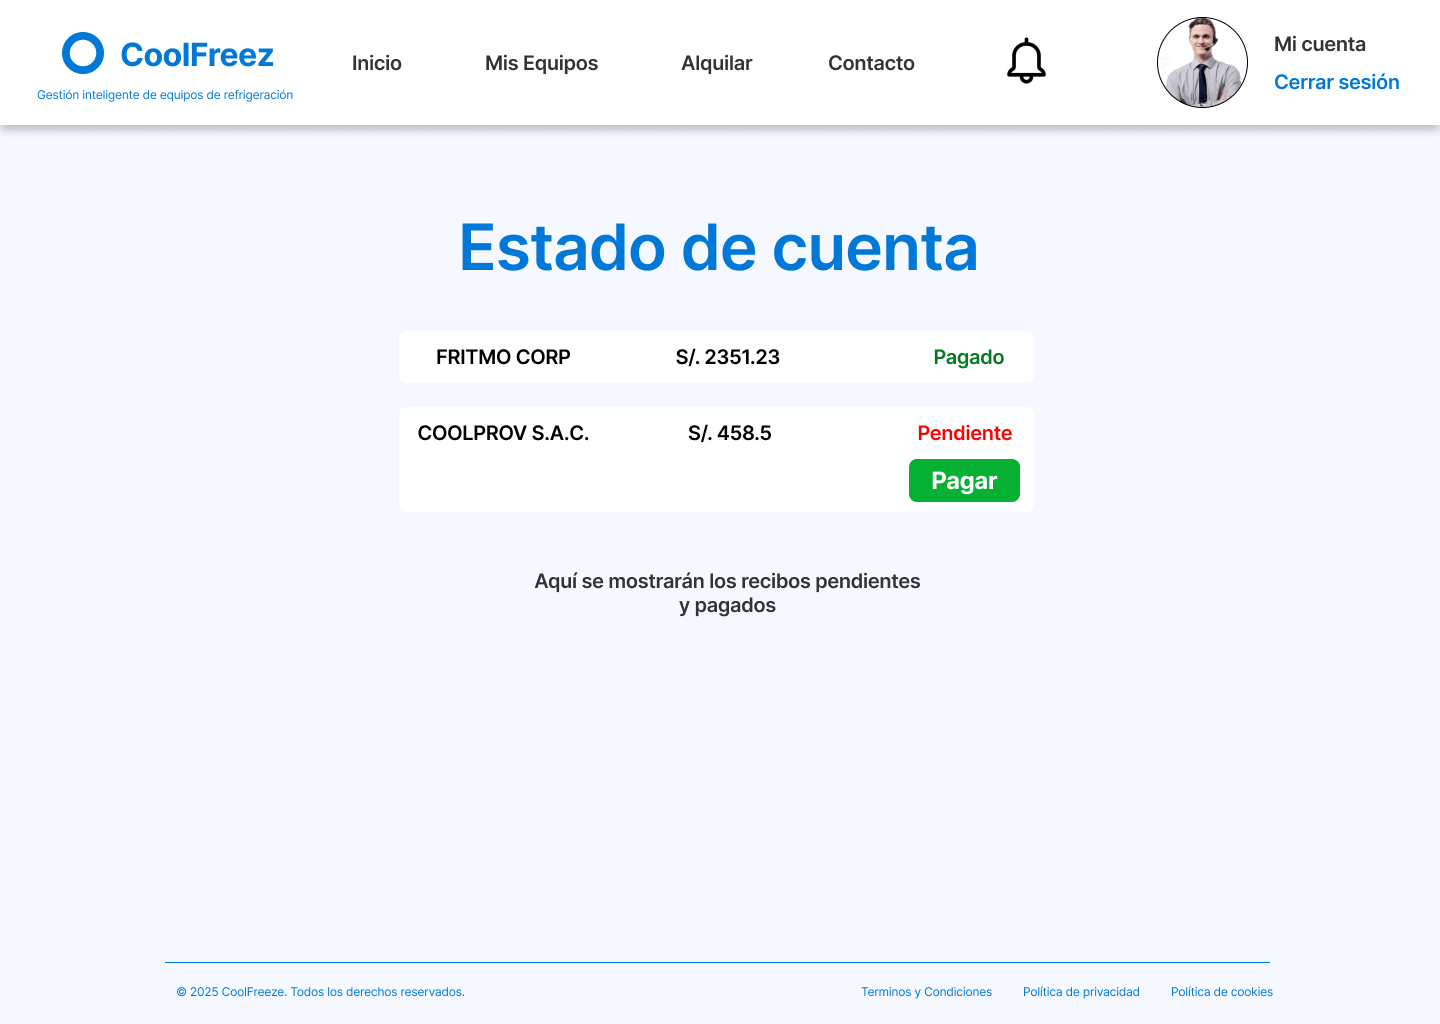 CoolFreez
Gestión inteligente de equipos de refrigeración
Inicio
Mis Equipos
Alquilar
Contacto
Mi cuenta
Cerrar sesión
Estado de cuenta
FRITMO CORP
S/. 2351.23
Pagado
COOLPROV S.A.C.
S/. 458.5
Pendiente
Pagar
Aquí se mostrarán los recibos pendientes
y pagados
© 2025 CoolFreeze. Todos los derechos reservados.
Terminos y Condiciones
Política de privacidad
Política de cookies